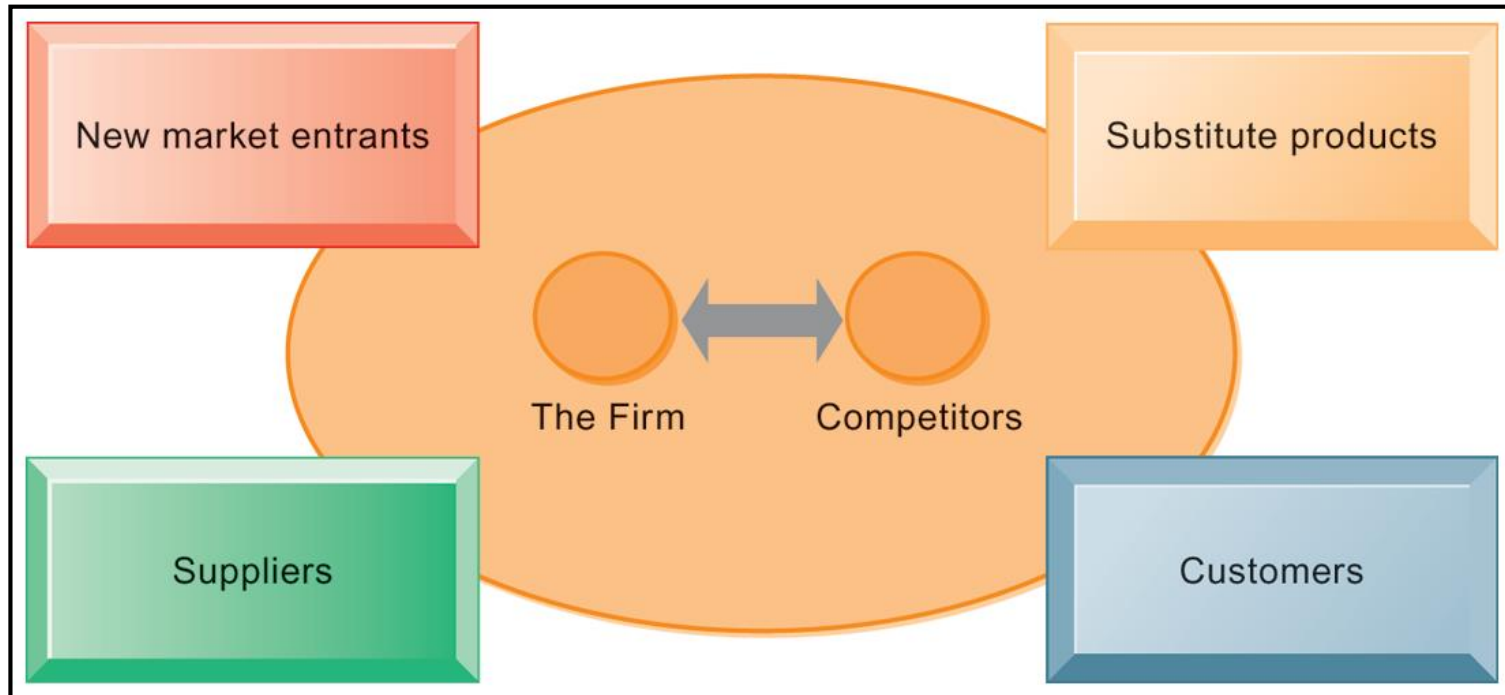 New market entrants
Substitute products
The Firm
Competitors
Suppliers
Customers